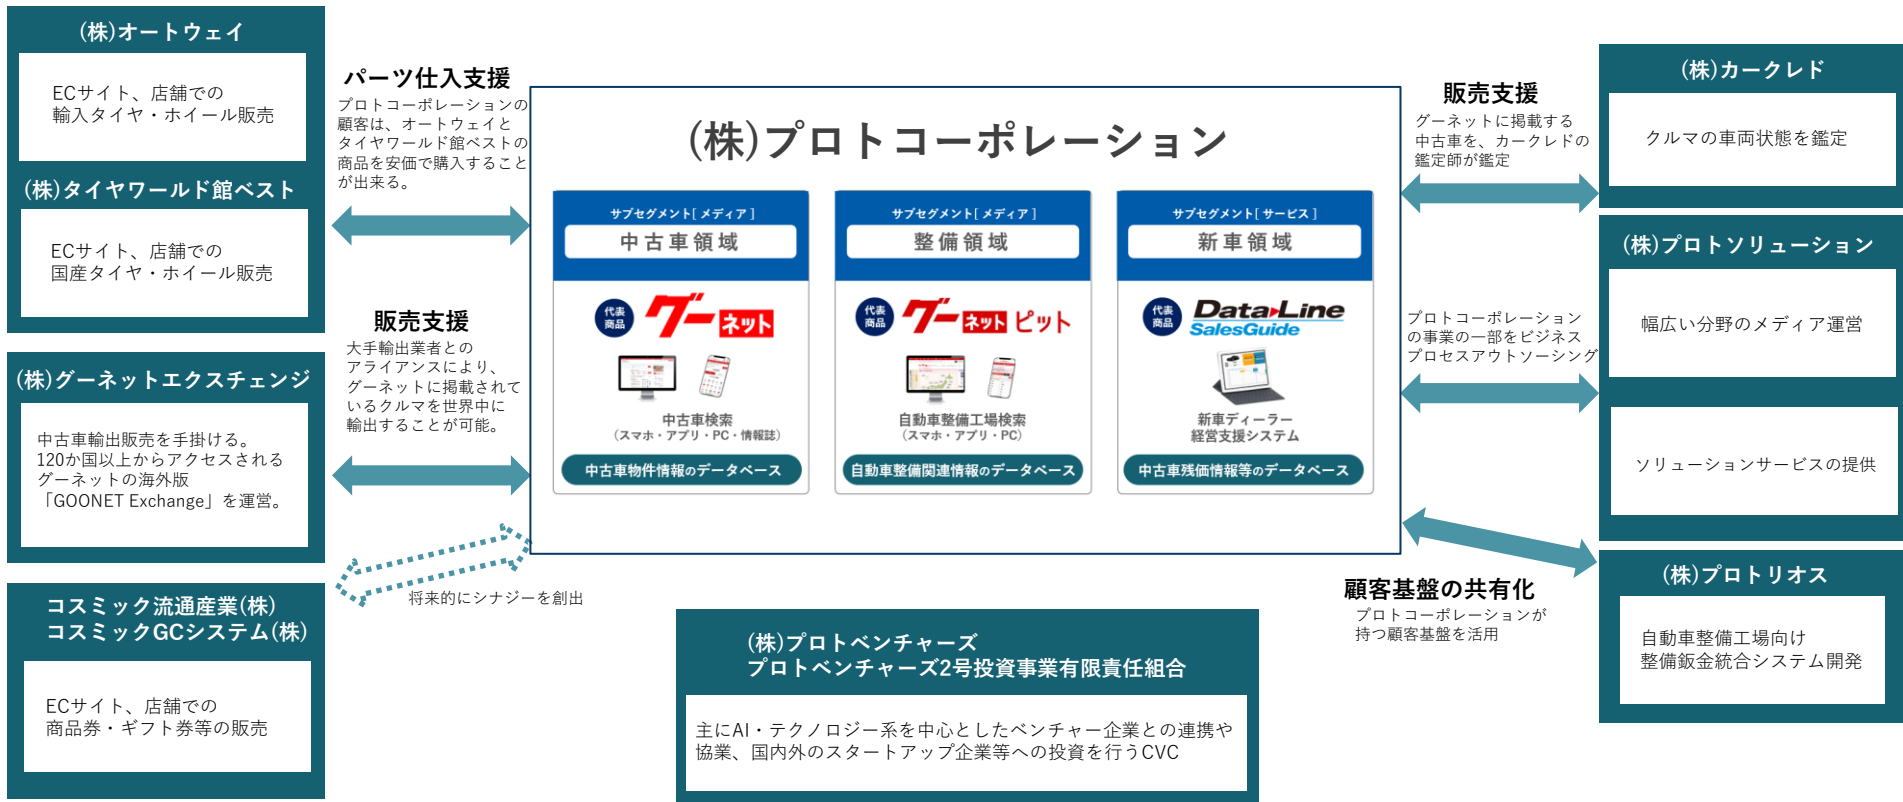 (株)オートウェイ
ECサイト、店舗での
輸入タイヤ・ホイール販売
(株)タイヤワールド館ベスト
ECサイト、店舗での
国産タイヤ・ホイール販売
(株)グーネットエクスチェンジ
中古車輸出販売を手掛ける。
120か国以上からアクセスされる
グーネットの海外版
「GOONET Exchange」を運営。
コスミック流通産業(株)
コスミックGCシステム(株)
ECサイト、店舗での
商品券・ギフト券等の販売
パーツ仕入支援
プロトコーポレーションの
顧客は、オートウェイと
タイヤワールド館ベストの
商品を安価で購入すること
が出来る。
販売支援
大手輸出業者との
アライアンスにより、
グーネットに掲載されて
いるクルマを世界中に
輸出することが可能。
将来的にシナジーを創出
(株)プロトコーポレーション
サブセグメント[ メディア ]
中古車領域
代表
商品
グーネット
中古車検索
(スマホ・アプリ・PC・情報誌)
中古車物件情報のデータベース
サブセグメント[ メディア ]
整備領域
代表
商品
グーネットピット
自動車整備工場検索
(スマホ・アプリ・PC)
自動車整備関連情報のデータベース
サブセグメント[ サービス ]
新車領域
代表
商品
DataLine
SalesGuide
新車ディーラー
経営支援システム
中古車残価情報等のデータベース
(株)プロトベンチャーズ
プロトベンチャーズ2号投資事業有限責任組合
主にAI・テクノロジー系を中心としたベンチャー企業との連携や
協業、国内外のスタートアップ企業等への投資を行うCVC
販売支援
グーネットに掲載する
中古車を、カークレドの
鑑定師が鑑定
プロトコーポレーション
の事業の一部をビジネス
プロセスアウトソーシング
顧客基盤の共有化
プロトコーポレーションが
持つ顧客基盤を活用
(株)カークレド
クルマの車両状態を鑑定
(株)プロトソリューション
幅広い分野のメディア運営
ソリューションサービスの提供
(株)プロトリオス
自動車整備工場向け
整備鈑金統合システム開発